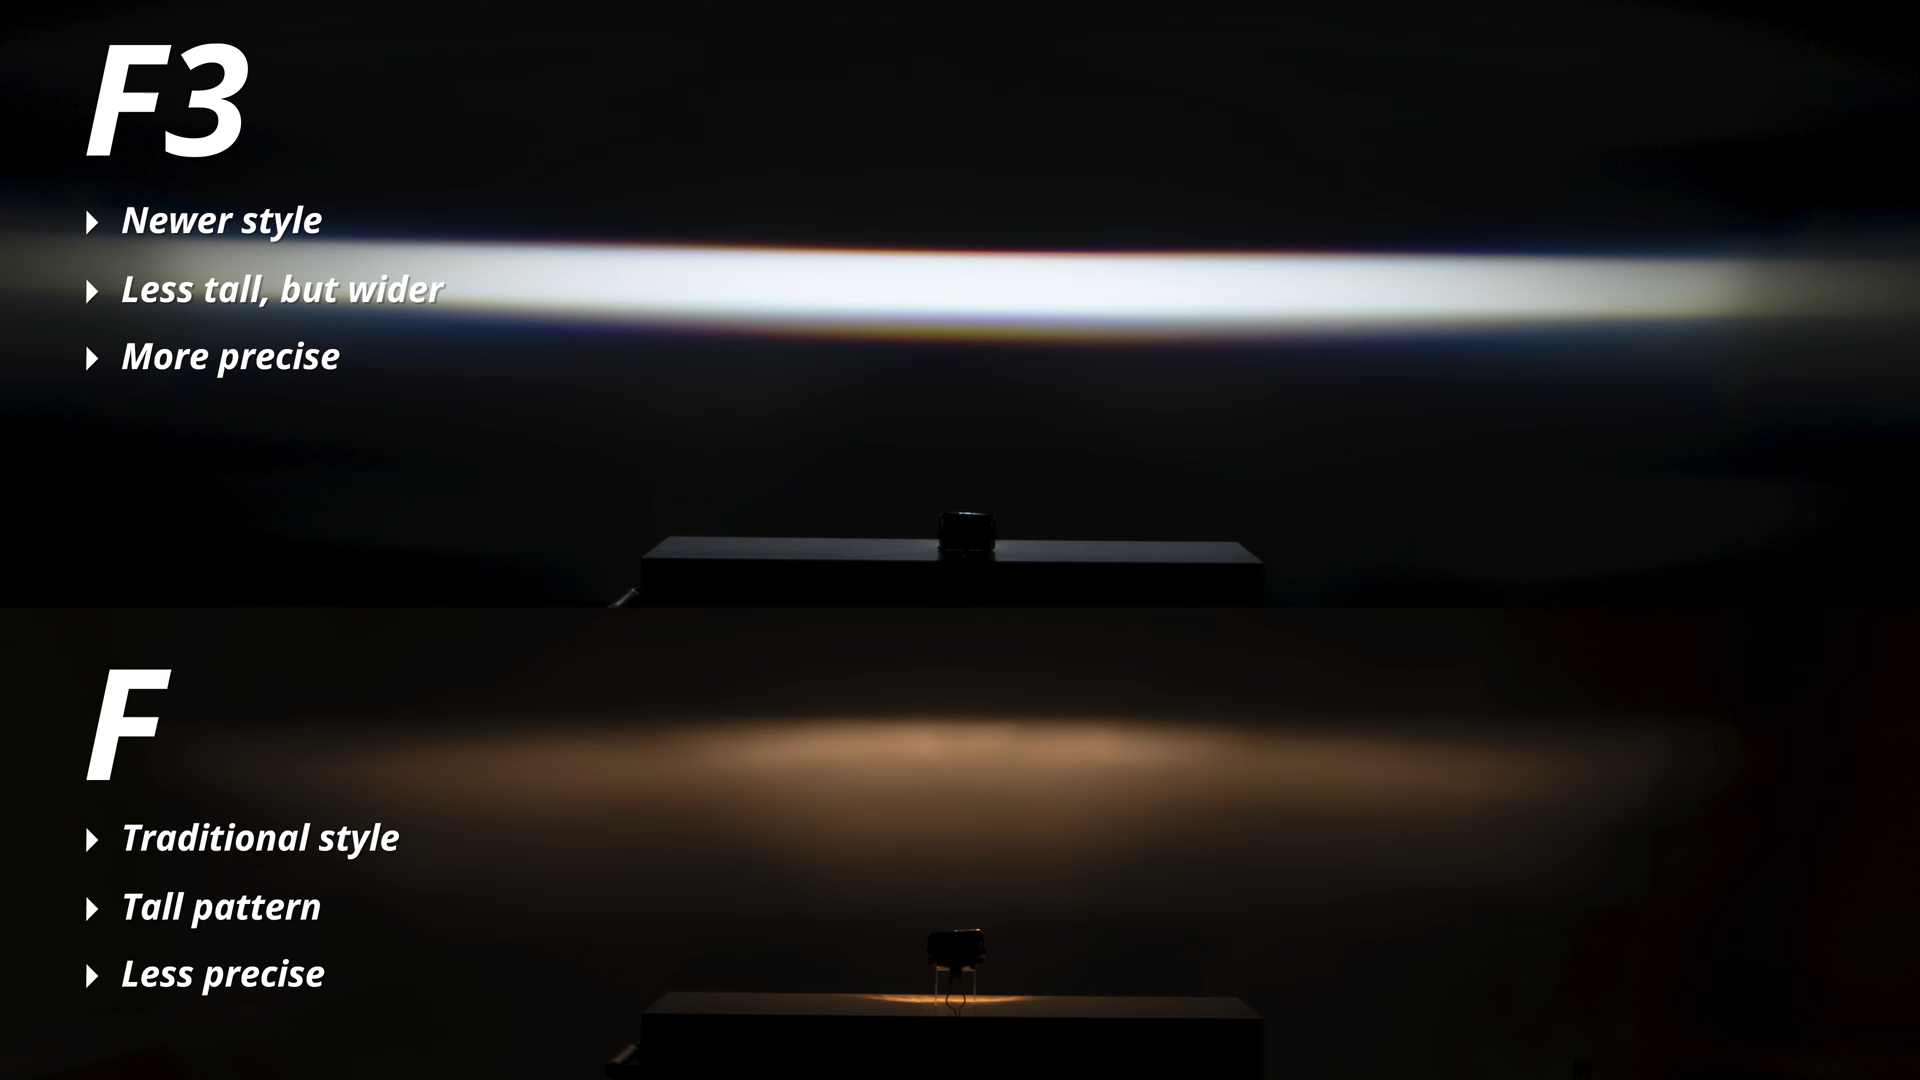 F3
Newer style
Less tall, but wider
More precise
F
Traditional style
Tall pattern
Less precise